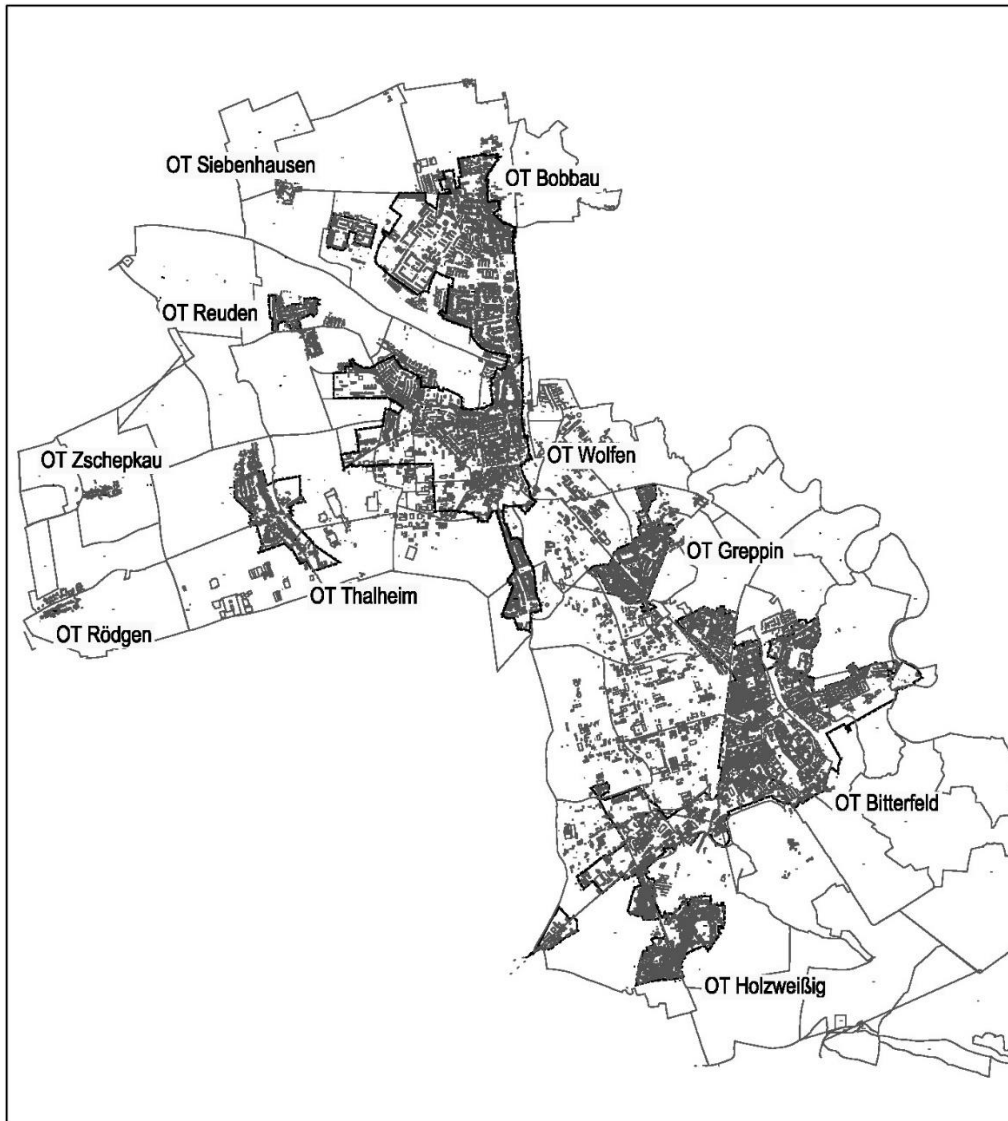 OT Siebenhausen
OT Bobbau
OT Reuden
OT Zschepkau
OT Wolfen
OT Greppin
OT Thalheim
OT Rödgen
OT Bitterfeld
OT Holzweißig